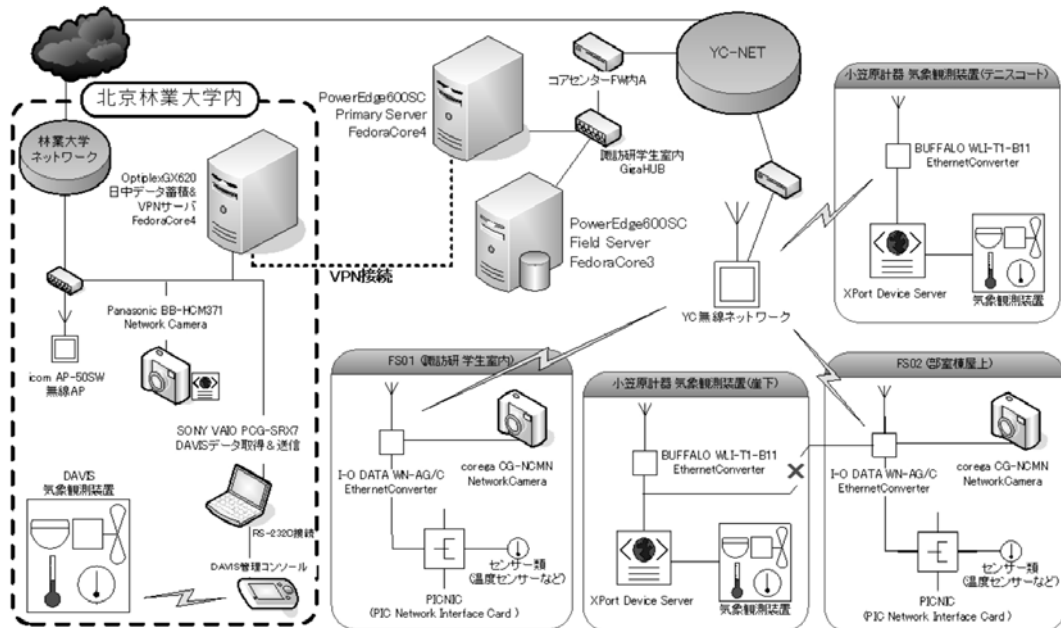 北京林業大学内
林業大学
ネットワーク
OptiplexGX620
日中データ蓄積&
VPNサーバ
FedoraCore4
Panasonic BB-HCM371
Network Camera
icom AP-50SW
無線AP
SONY VAIO PCG-SRX7
DAVISデータ取得&送信
DAVIS
気象観測装置
RS-232C接続
DAVIS管理コンソール
PowerEdge600SC
Primary Server
FedoraCore4
VPN接続
コアセンターFW内A
諏訪研学生室内
GigaHUB
PowerEdge600SC
Field Server
FedoraCore3
YC-NET
YC無線ネットワーク
小笠原計器 気象観測装置(テニスコート)
BUFFALO WLI-T1-B11
EthernetConverter
XPort Device Server
気象観測装置
FS01 (諏訪研 学生室内)
I-O DATA WN-AG/C
EthernetConverter
corega CG-NCMN
NetworkCamera
センサー類
(温度センサーなど)
PICNIC
(PIC Network Interface Card)
小笠原計器 気象観測装置(崖下)
BUFFALO WLI-T1-B11
EthernetConverter
XPort Device Server
気象観測装置
FS02 (部室棟屋上)
I-O DATA WN-AG/C
EthernetConverter
corega CG-NCMN
NetworkCamera
センサー類
(温度センサーなど)
PICNIC
(PIC Network Interface Card)